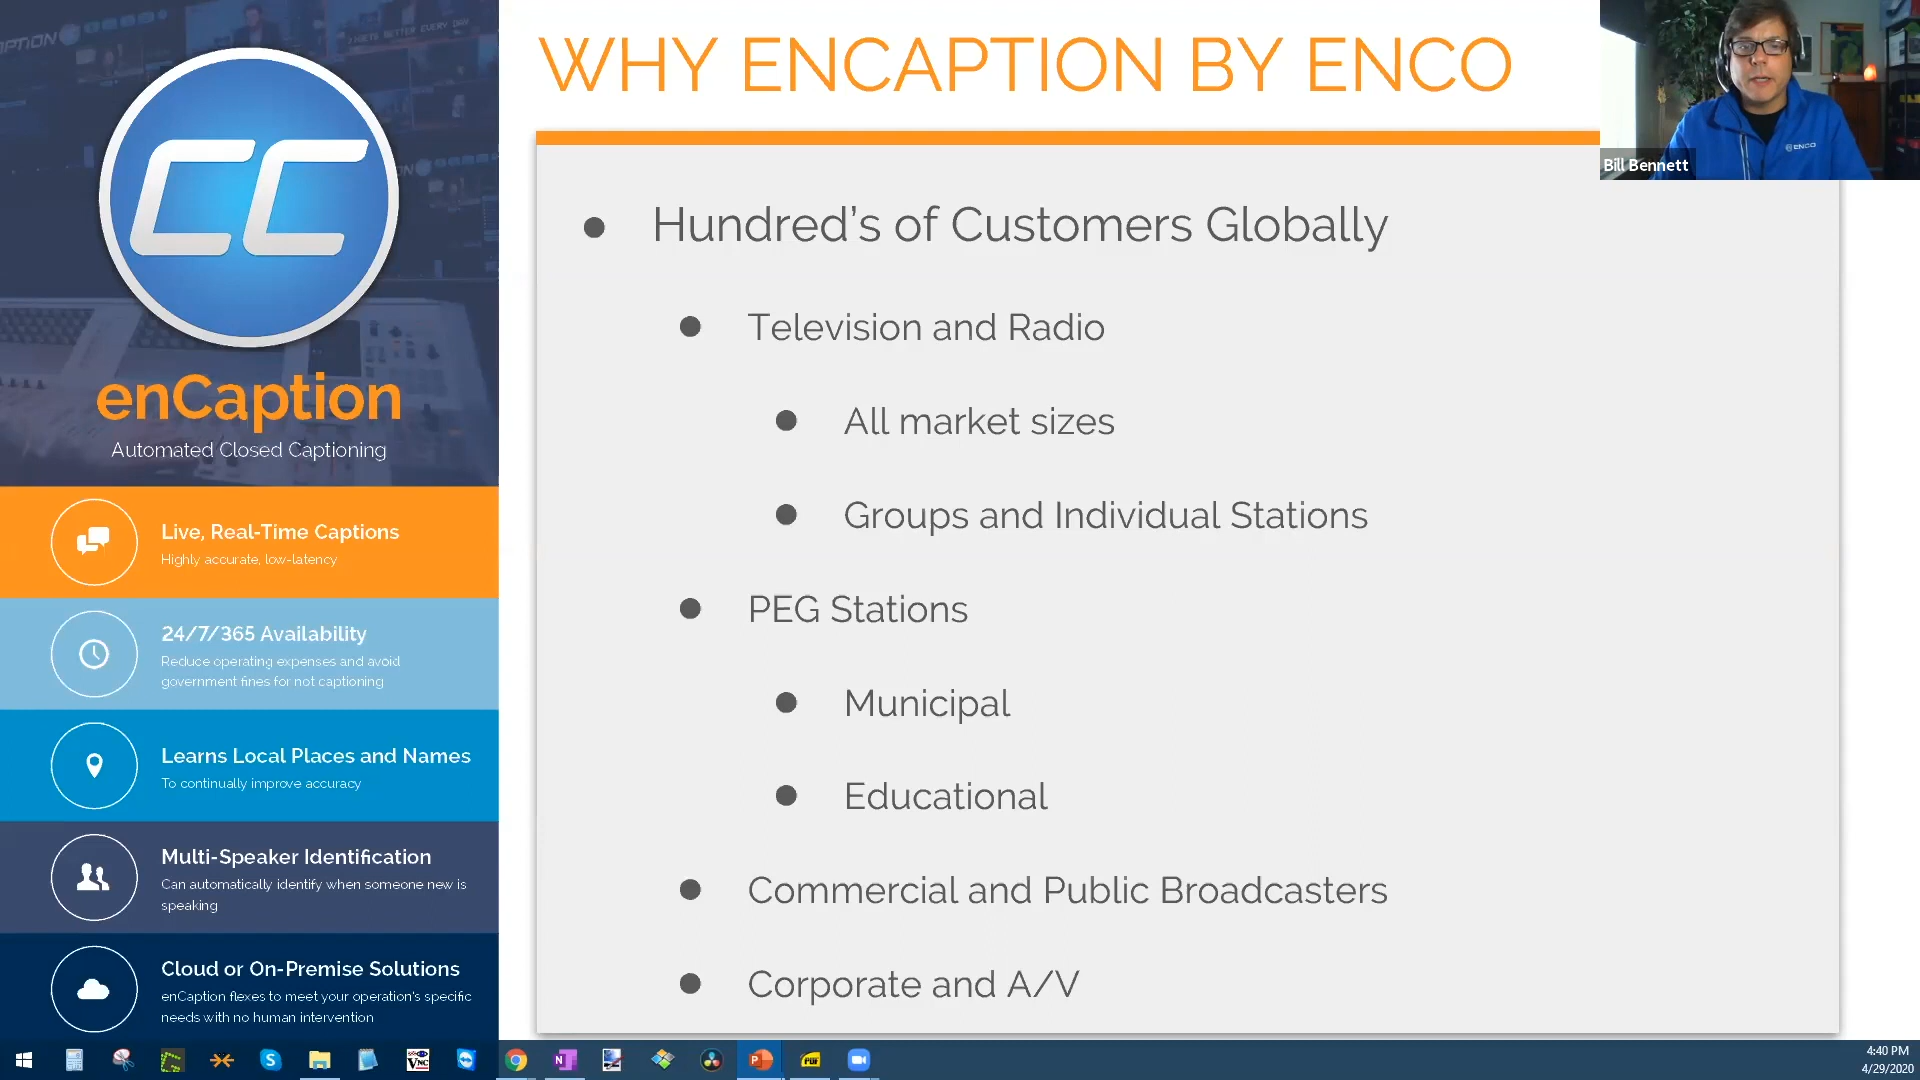 CC
enCaption
Automated Closed Captioning
Live, Real-Time Captions
Highly accurate, low-latency
24/7/365 Availability
Reduce operating expenses and avoid
government fines for not captioning
Learns Local Places and Names
To continually improve accuracy
Multi-Speaker Identification
Can automatically identify when someone new is
speaking
Cloud or On-Premise Solutions
enCaption flexes to meet your operation's specific
needs with no human intervention
WHY ENCAPTION BY ENCO
Hundred's of Customers Globally
Television and Radio
All market sizes
Groups and Individual Stations
PEG Stations
Municipal
Educational
Commercial and Public Broadcasters
Corporate and A/V
ENCO
Bill Bennett
4:40 PM
4/29/2020